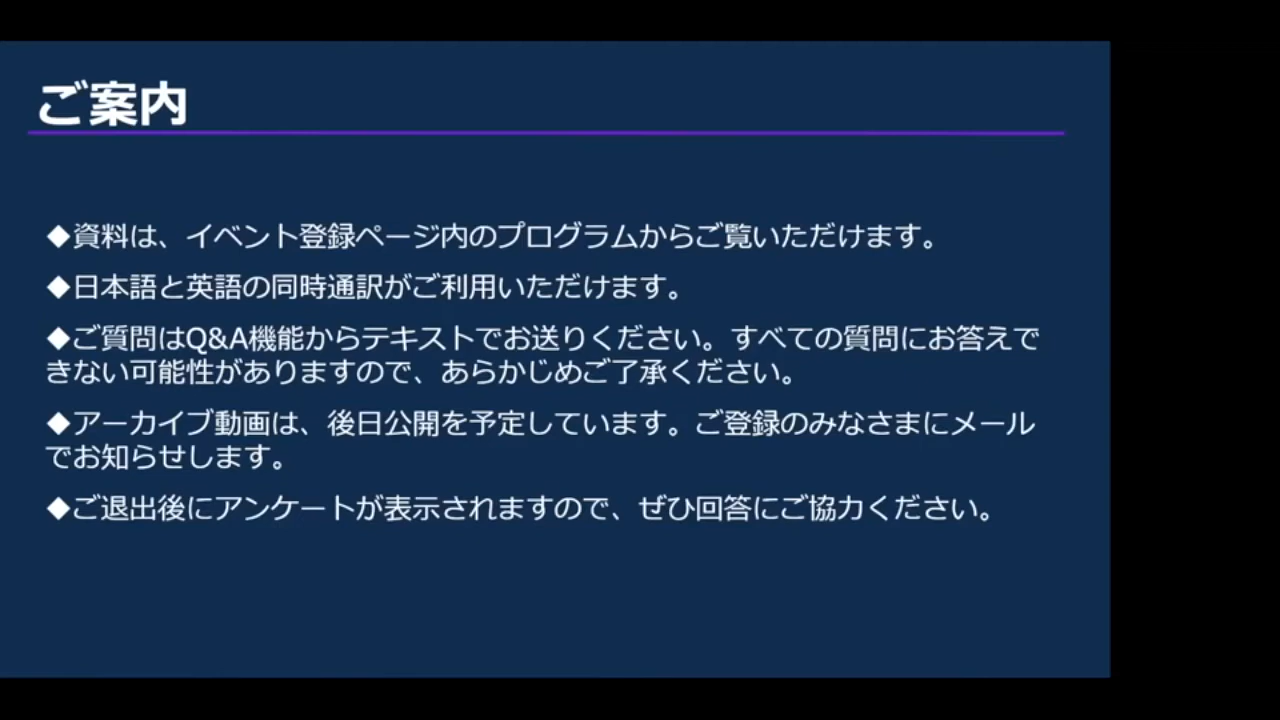 ご案内
◆資料は、イベント登録ページ内のプログラムからご覧いただけます。
◆日本語と英語の同時通訳がご利用いただけます。
◆ご質問はQ&A機能からテキストでお送りください。すべての質問にお答えで
きない可能性がありますので、あらかじめご了承ください。
◆アーカイブ動画は、後日公開を予定しています。ご登録のみなさまにメール
でお知らせします。
◆ご退出後にアンケートが表示されますので、ぜひ回答にご協力ください。